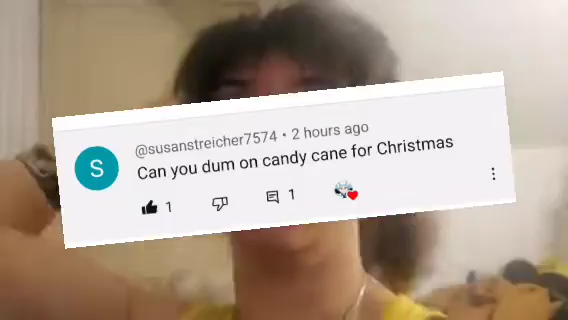 @susanstreicher7574 • 2 hours ago
Can you dum on candy cane for Christmas
S
1
1